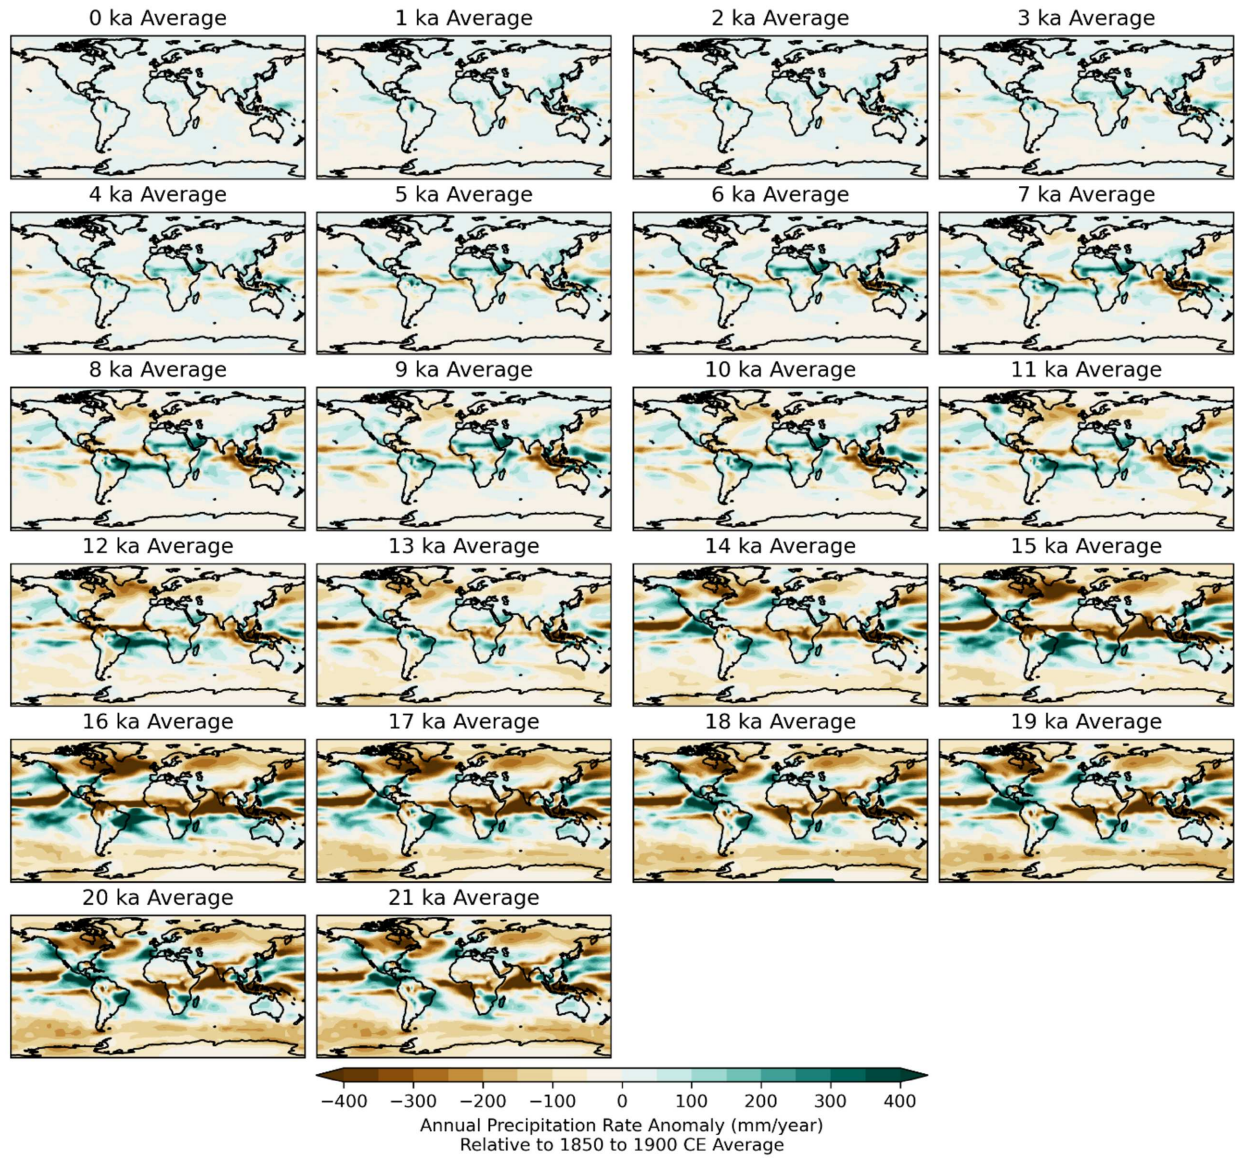 0 ka Average
1 ka Average
2 ka Average
3 ka Average
4 ka Average
5 ka Average
6 ka Average
7 ka Average
8 ka Average
9 ka Average
10 ka Average
11 ka Average
12 ka Average
13 ka Average
14 ka Average
15 ka Average
16 ka Average
17 ka Average
18 ka Average
19 ka Average
20 ka Average
21 ka Average
−400 −300 −200 −100 0 100 200 300 400
Annual Precipitation Rate Anomaly (mm/year)
Relative to 1850 to 1900 CE Average